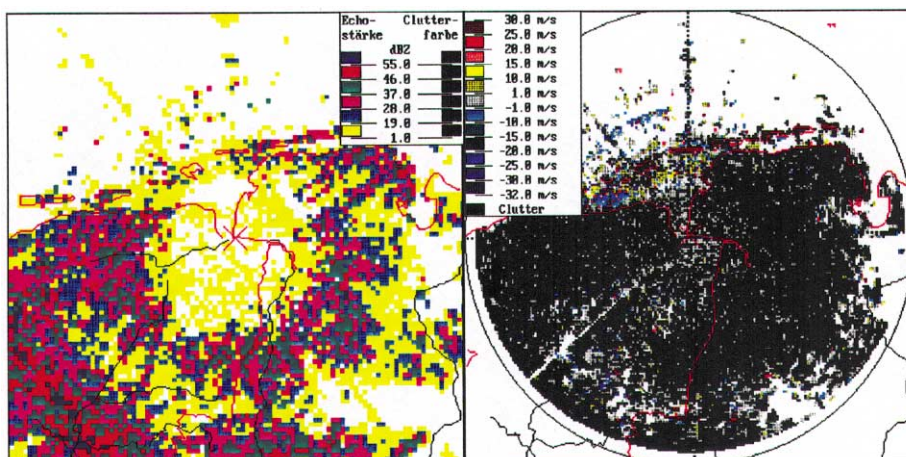 Echo- Clutter-
stärke farbe
dBZ
55.0
46.0
37.0
28.0
19.0
1.0
30.0 m/s
25.0 m/s
20.0 m/s
15.0 m/s
10.0 m/s
1.0 m/s
-1.0 m/s
-10.0 m/s
-15.0 m/s
-20.0 m/s
-25.0 m/s
-30.0 m/s
-32.0 m/s
Clutter